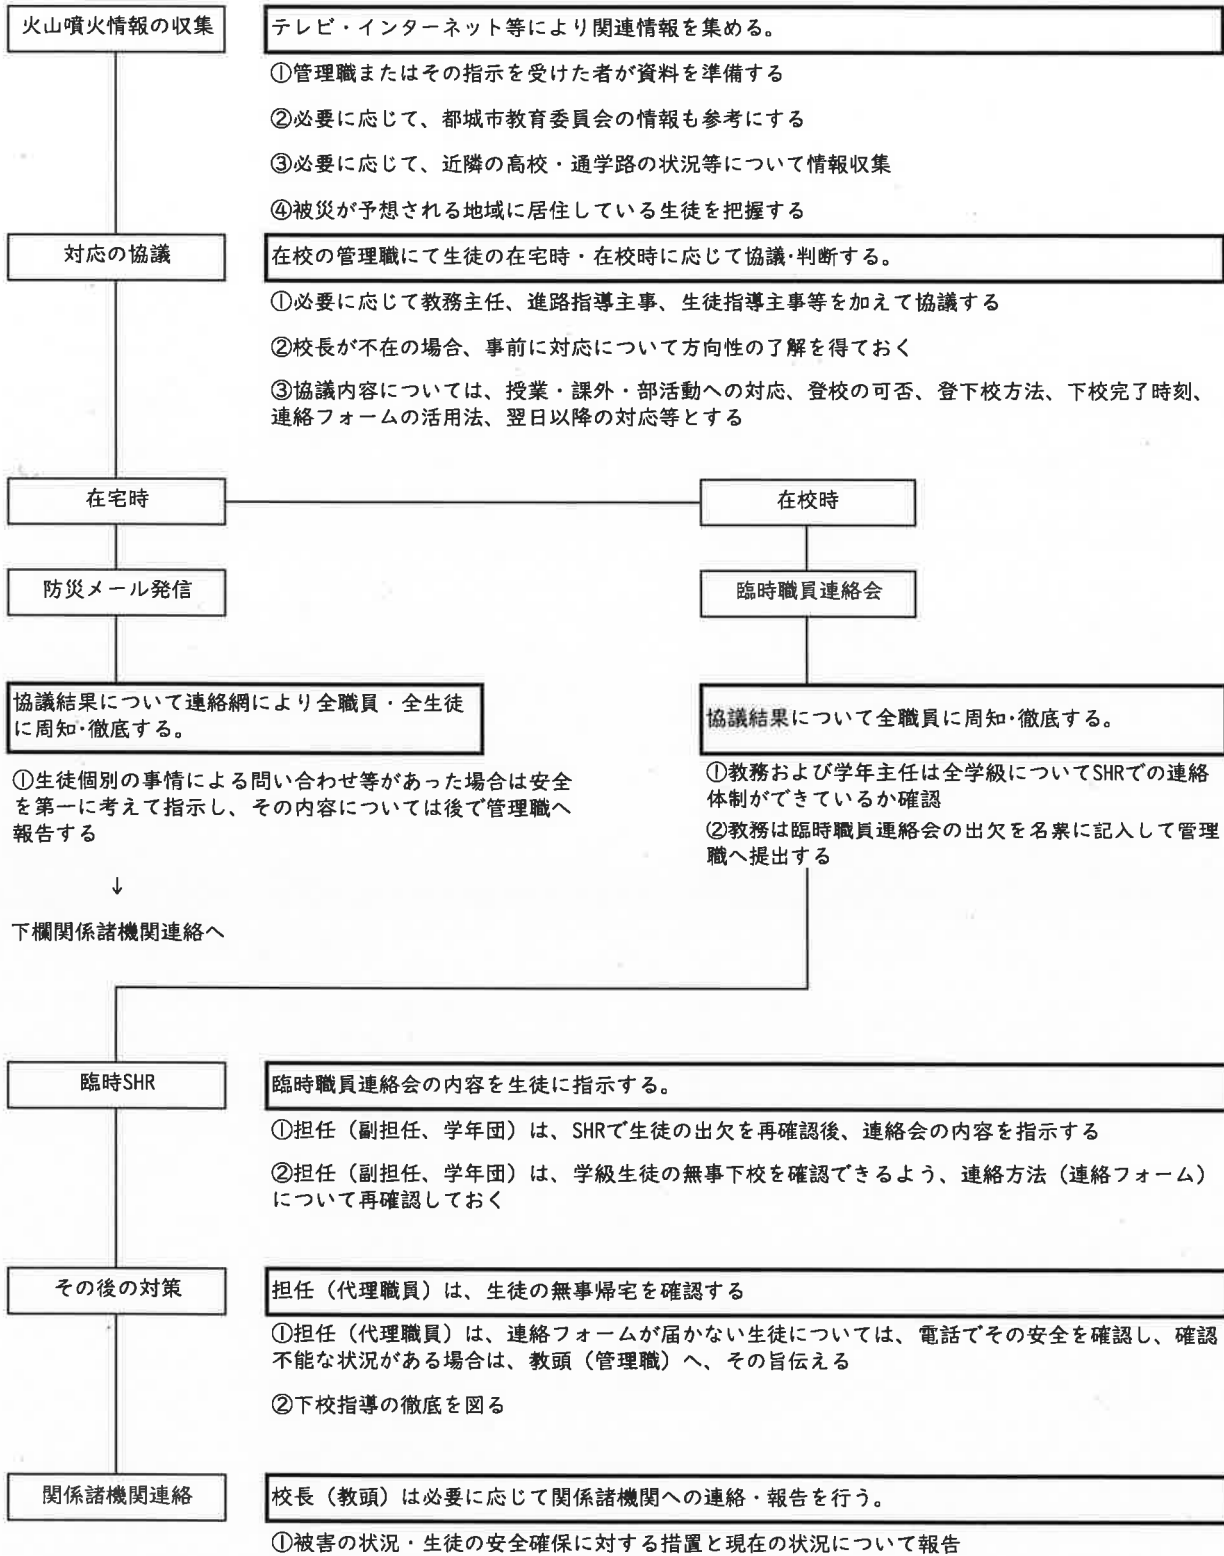 火山噴火情報の収集
テレビ・インターネット等により関連情報を集める。
①管理職またはその指示を受けた者が資料を準備する
②必要に応じて、都城市教育委員会の情報も参考にする
③必要に応じて、近隣の高校・通学路の状況等について情報収集
④被災が予想される地域に居住している生徒を把握する
対応の協議
在校の管理職にて生徒の在宅時・在校時に応じて協議・判断する。
①必要に応じて教務主任、進路指導主事、生徒指導主事等を加えて協議する
②校長が不在の場合、事前に対応について方向性の了解を得ておく
③協議内容については、授業・課外・部活動への対応、登校の可否、登下校方法、下校完了時刻、
連絡フォームの活用法、翌日以降の対応等とする
在宅時
在校時
防災メール発信
臨時職員連絡会
協議結果について連絡網により全職員・全生徒
に周知・徹底する。
①生徒個別の事情による問い合わせ等があった場合は安全
を第一に考えて指示し、その内容については後で管理職へ
報告する
↓
下欄関係諸機関連絡へ
協議結果について全職員に周知・徹底する。
①教務および学年主任は全学級についてSHRでの連絡
体制ができているか確認
②教務は臨時職員連絡会の出欠を名票に記入して管理
職へ提出する
臨時SHR
臨時職員連絡会の内容を生徒に指示する。
①担任（副担任、学年団）は、SHRで生徒の出欠を再確認後、連絡会の内容を指示する
②担任（副担任、学年団）は、学級生徒の無事下校を確認できるよう、連絡方法（連絡フォーム）
について再確認しておく
その後の対策
担任（代理職員）は、生徒の無事帰宅を確認する
①担任（代理職員）は、連絡フォームが届かない生徒については、電話でその安全を確認し、確認
不能な状況がある場合は、教頭（管理職）へ、その旨伝える
②下校指導の徹底を図る
関係諸機関連絡
校長（教頭）は必要に応じて関係諸機関への連絡・報告を行う。
①被害の状況・生徒の安全確保に対する措置と現在の状況について報告